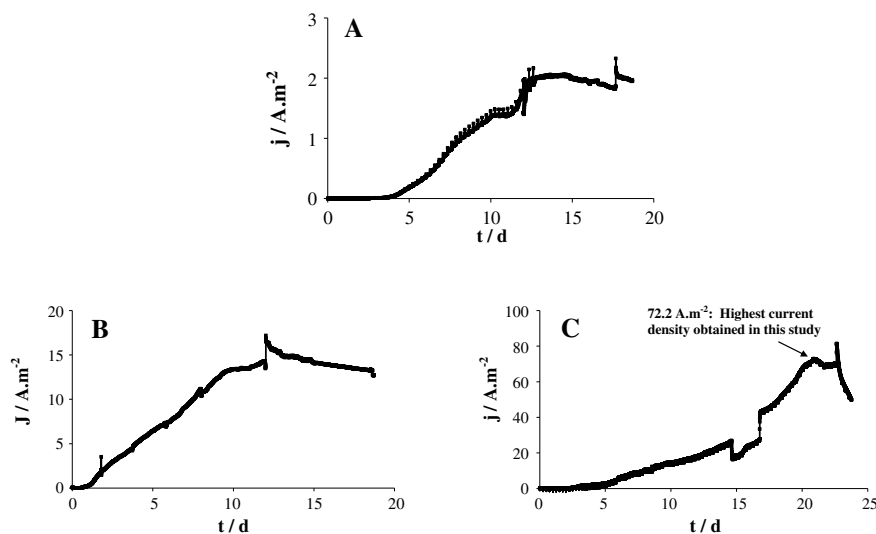 A
j / A.m-2
3
2
1
0
0 5 10 15 20
t / d
B
J / A.m-2
20
15
10
5
0
0 5 10 15 20
t / d
C
72.2 A.m-2: Highest current
density obtained in this study
j / A.m-2
100
80
60
40
20
0
0 5 10 15 20 25
t / d